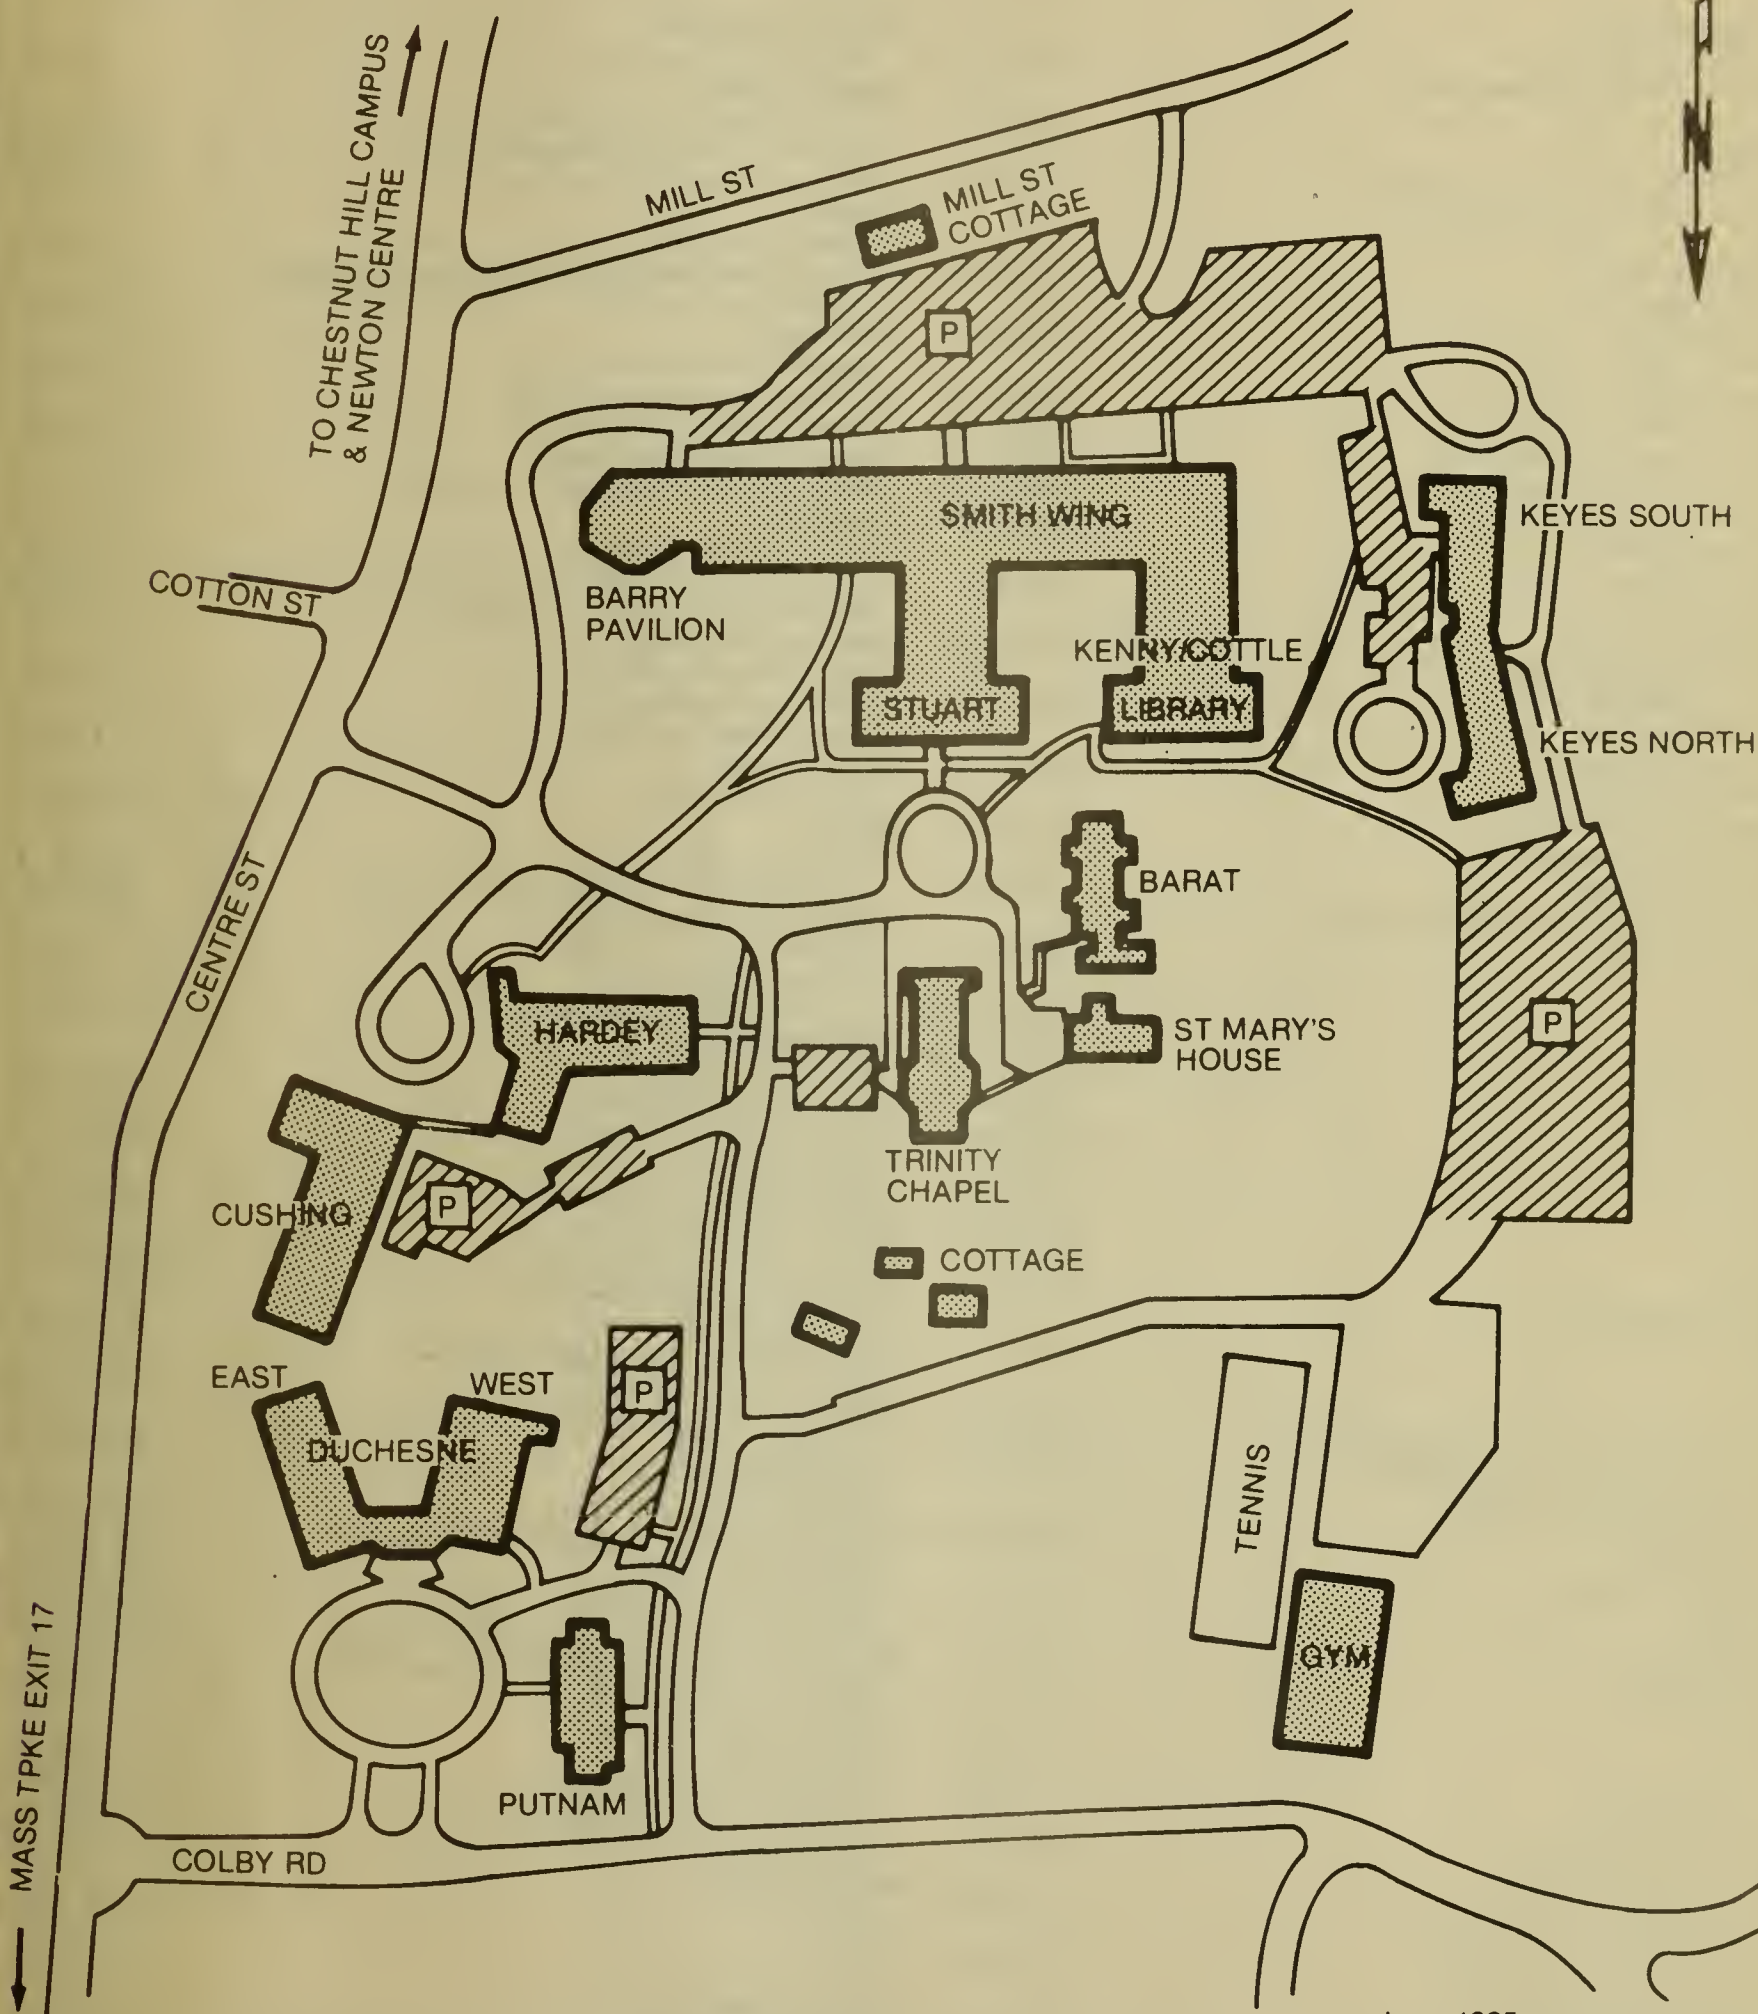 TO CHESTNUT HILL CAMPUS
& NEWTON CENTRE
N
MILL ST
MILL ST
COTTAGE
P
SMITH WING
KEYES SOUTH
COTTON ST
BARRY
PAVILION
KENNY/COTTLE
STUART
LIBRARY
KEYES NORTH
CENTRE ST
BARAT
HARDEY
ST MARY'S
HOUSE
P
TRINITY
CHAPEL
CUSHING
P
COTTAGE
EAST
WEST
P
DUCHESNE
TENNIS
MASS TPKE EXIT 17
GYM
PUTNAM
COLBY RD